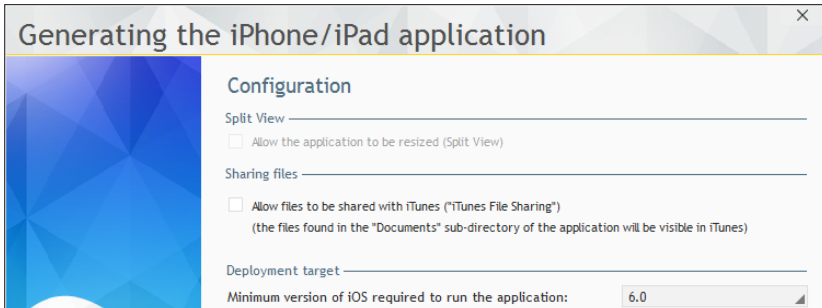 Generating the iPhone/iPad application
Configuration
Split View
Allow the application to be resized (Split View)
Sharing files
Allow files to be shared with iTunes ("iTunes File Sharing")
(the files found in the "Documents" sub-directory of the application will be visible in iTunes)
Deployment target
Minimum version of iOS required to run the application: 6.0